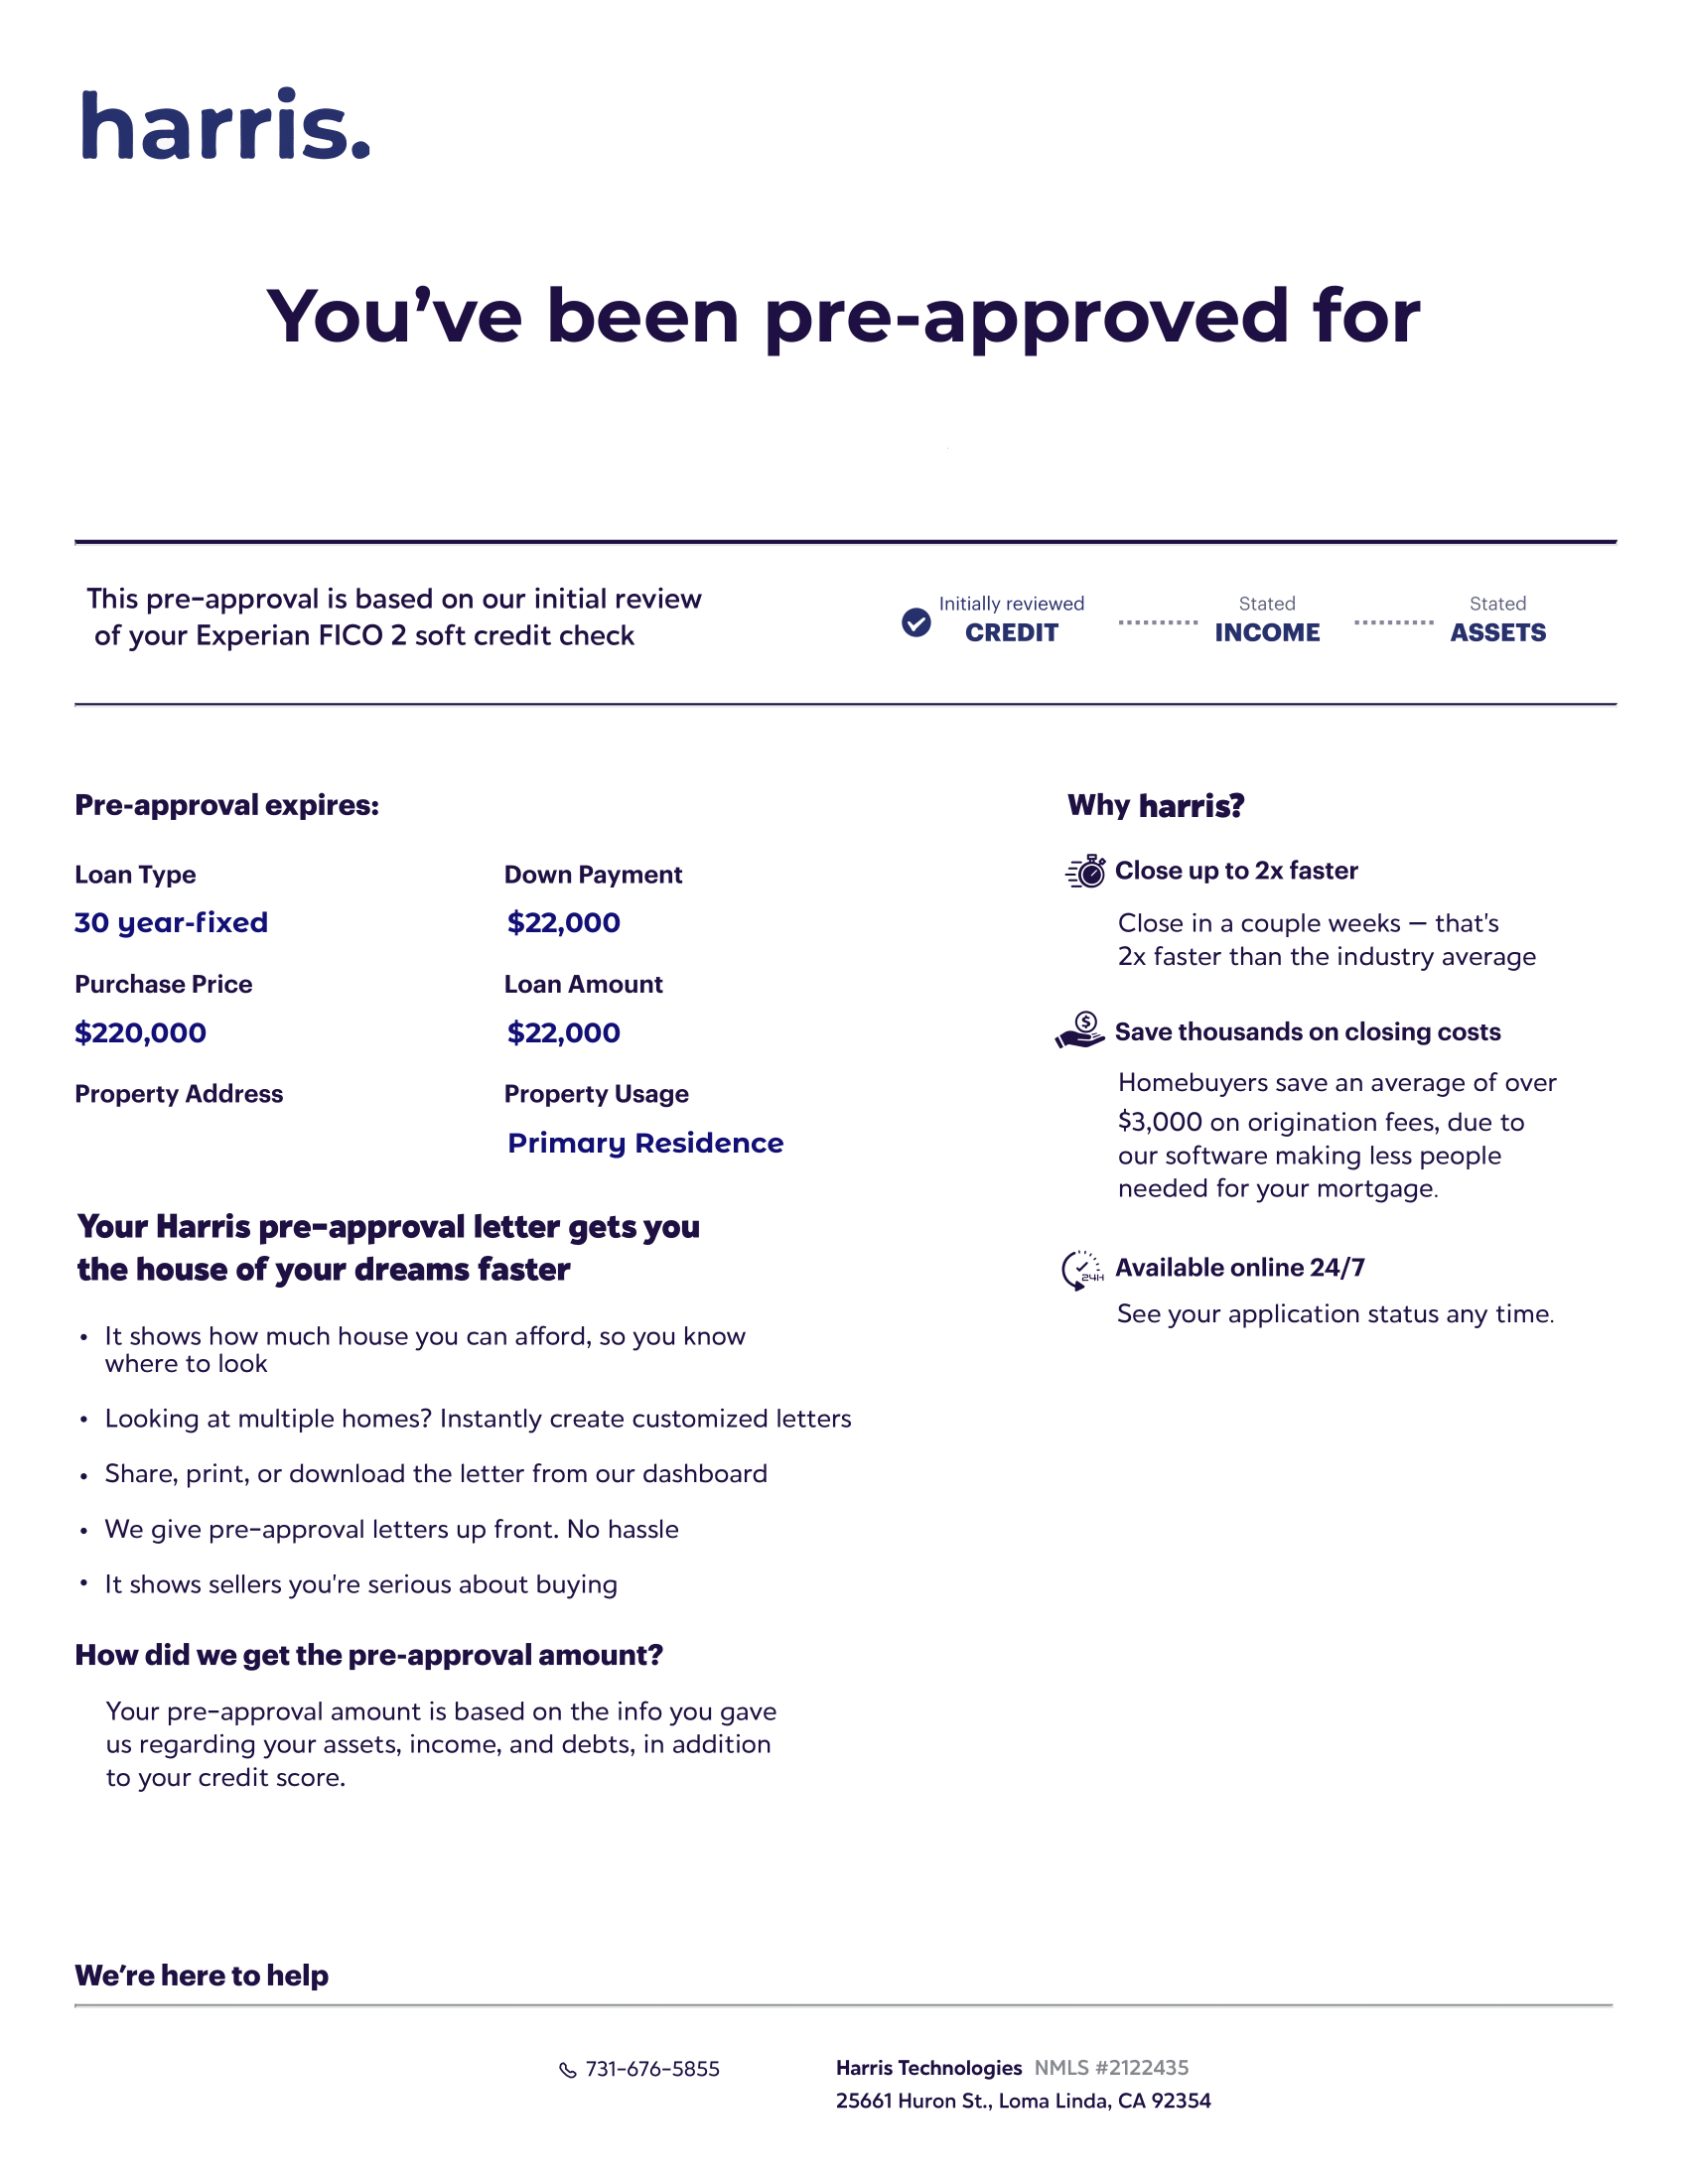 harris.
You've been pre-approved for
This pre-approval is based on our initial review
of your Experian FICO 2 soft credit check
Initially reviewed
CREDIT
Stated
INCOME
Stated
ASSETS
Pre-approval expires:
Loan Type
Down Payment
30 year-fixed
$22,000
Purchase Price
Loan Amount
$220,000
$22,000
Property Address
Property Usage
Primary Residence
Your Harris pre-approval letter gets you
the house of your dreams faster
• It shows how much house you can afford, so you know
where to look
• Looking at multiple homes? Instantly create customized letters
• Share, print, or download the letter from our dashboard
• We give pre-approval letters up front. No hassle
• It shows sellers you're serious about buying
How did we get the pre-approval amount?
Your pre-approval amount is based on the info you gave
us regarding your assets, income, and debts, in addition
to your credit score.
Why harris?
Close up to 2x faster
Close in a couple weeks — that's
2x faster than the industry average
$
Save thousands on closing costs
Homebuyers save an average of over
$3,000 on origination fees, due to
our software making less people
needed for your mortgage.
24H
Available online 24/7
See your application status any time.
We're here to help
731-676-5855
Harris Technologies NMLS #2122435
25661 Huron St., Loma Linda, CA 92354